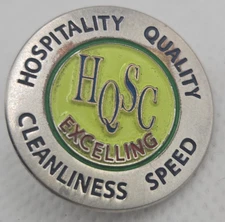 HOSPITALITY QUALITY
HQSC
EXCELLING
CLEANLINESS SPEED